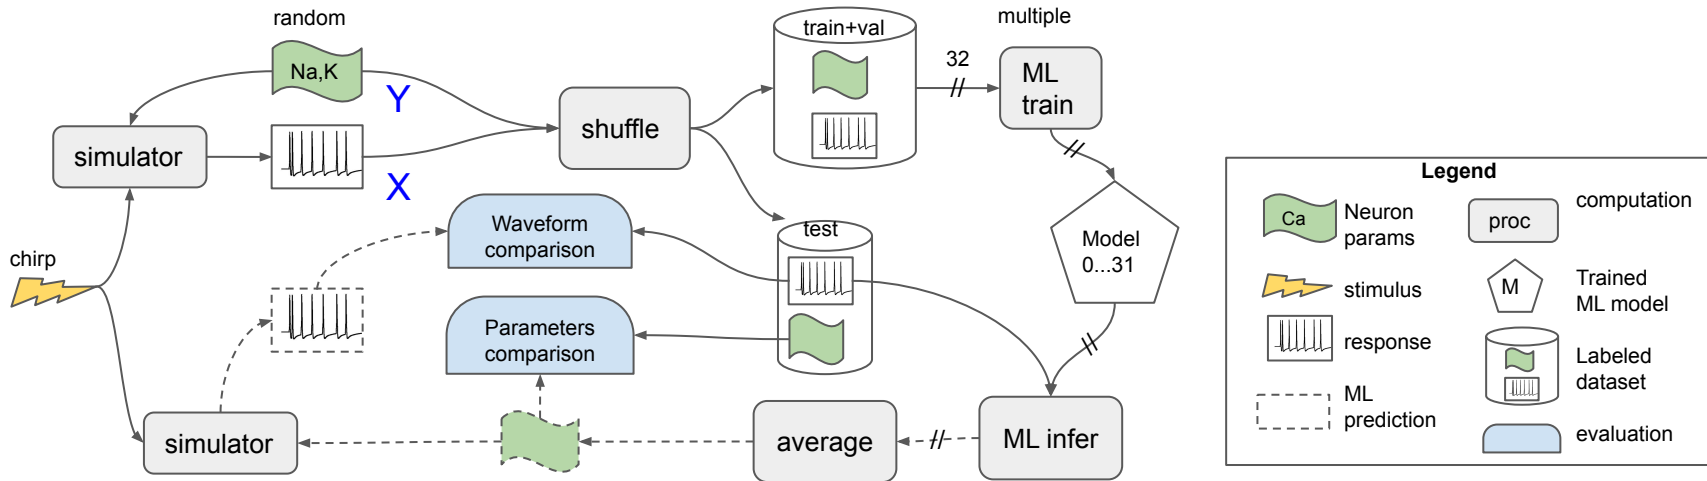 random
Na,K
Y
simulator
X
chirp
shuffle
train+val
multiple
32
//
ML
train
//
Model
0...31
//
test
Waveform
comparison
Parameters
comparison
simulator
average
//
ML infer
Legend
Ca
Neuron
params
proc
computation
stimulus
M
Trained
ML model
response
Labeled
dataset
ML
prediction
evaluation